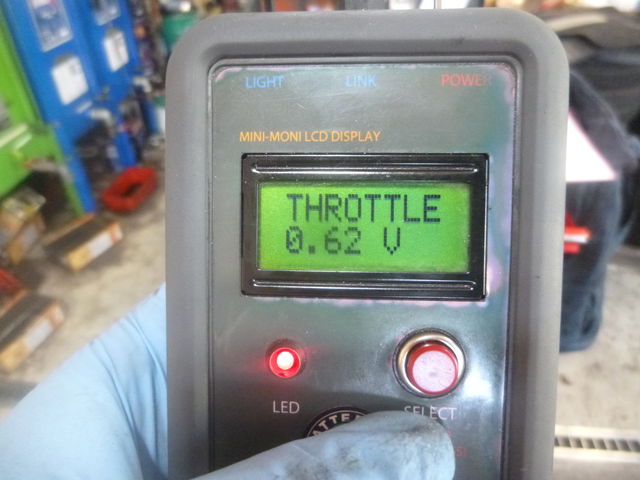 LIGHT LINK POWER
MINI-MONI LCD DISPLAY
THROTTLE
0.62 V
LED SELECT